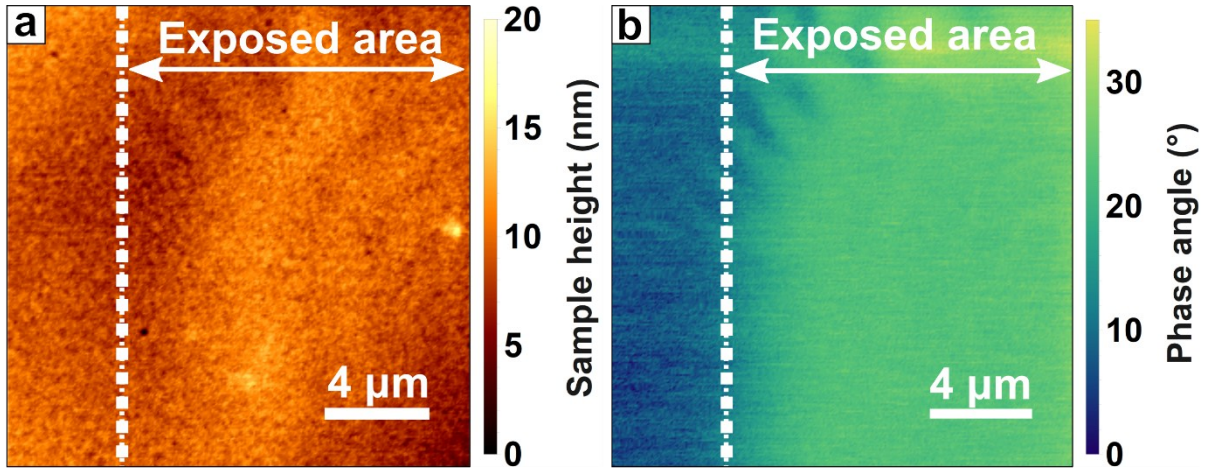 a
Exposed area
4 µm
20
15
10
5
0
Sample height (nm)
b
Exposed area
4 µm
30
20
10
0
Phase angle (°)